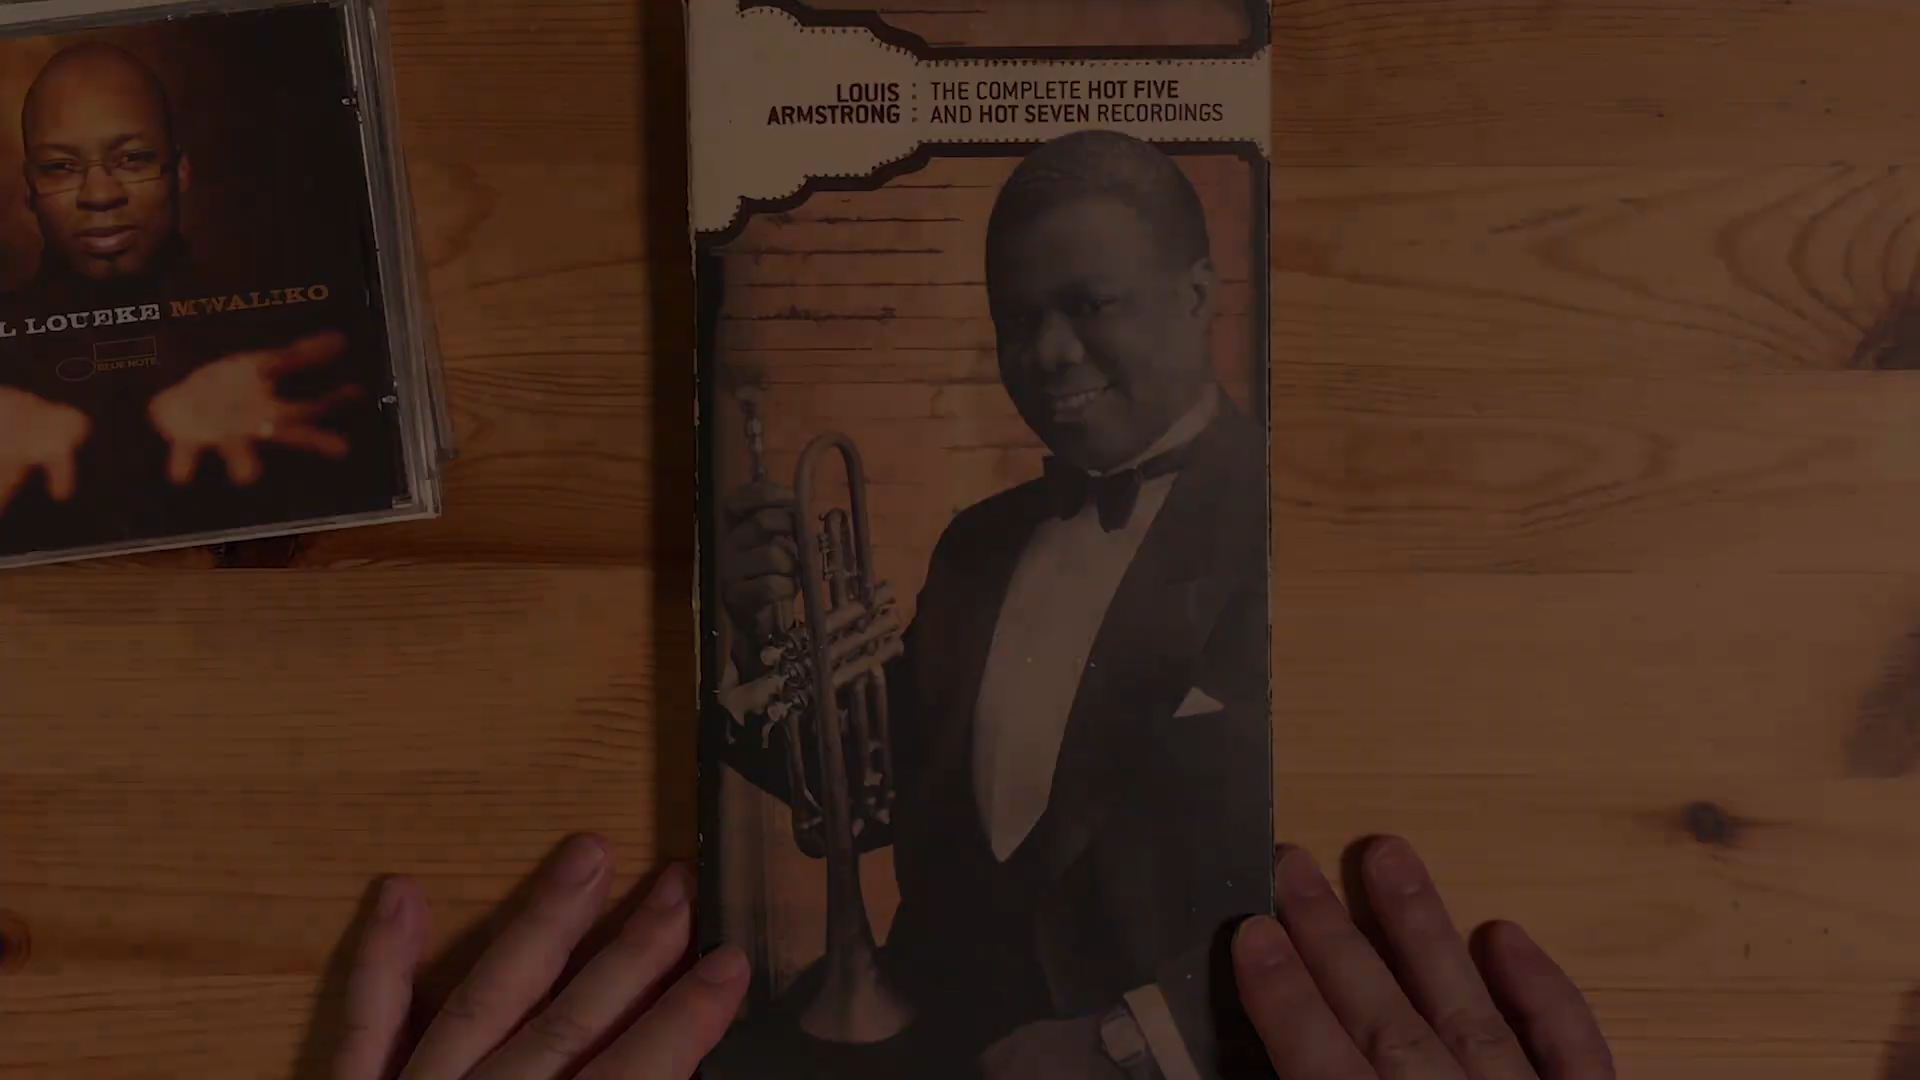 LOUIS
ARMSTRONG
THE COMPLETE HOT FIVE
AND HOT SEVEN RECORDINGS
L LOUEKE MWALIKO
BLUE NOTE